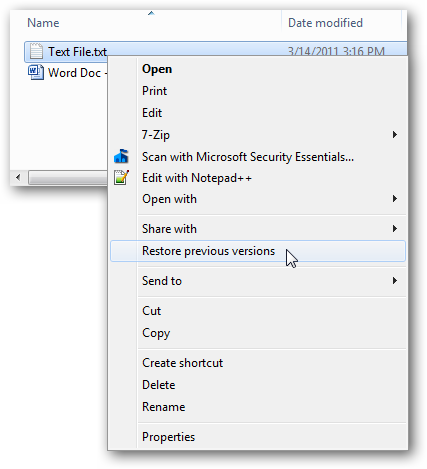 Name Date modified
Text File.txt 3/14/2011 3:16 PM
Word Doc -
Open
Print
Edit
7-Zip
Scan with Microsoft Security Essentials...
Edit with Notepad++
Open with
Share with
Restore previous versions
Send to
Cut
Copy
Create shortcut
Delete
Rename
Properties